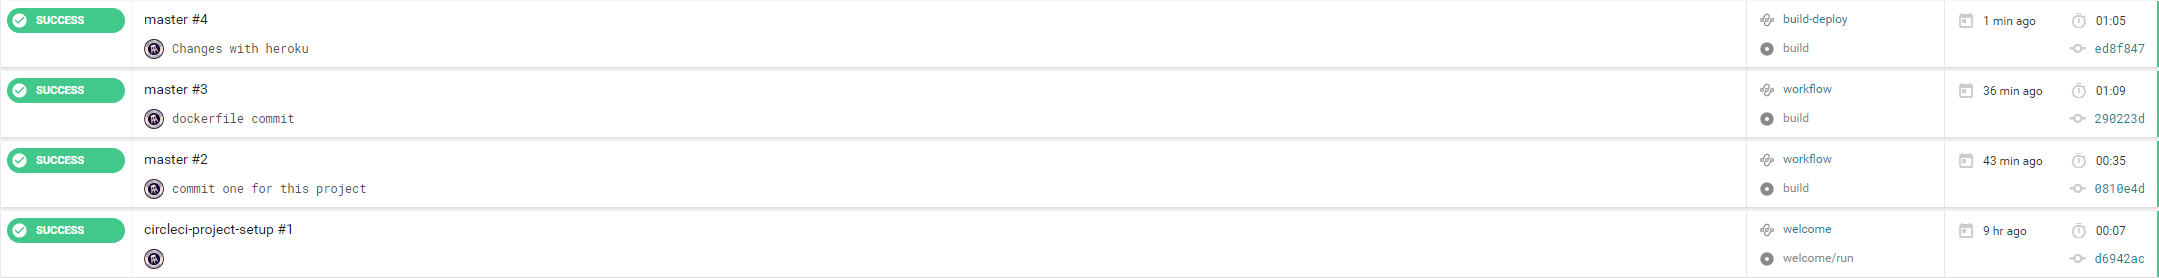 SUCCESS master #4 build-deploy 1 min ago 01:05
Changes with heroku build ed8f847
SUCCESS master #3 workflow 36 min ago 01:09
dockerfile commit build 290223d
SUCCESS master #2 workflow 43 min ago 00:35
commit one for this project build 0810e4d
SUCCESS circleci-project-setup #1 welcome 9 hr ago 00:07
welcome/run d6942ac